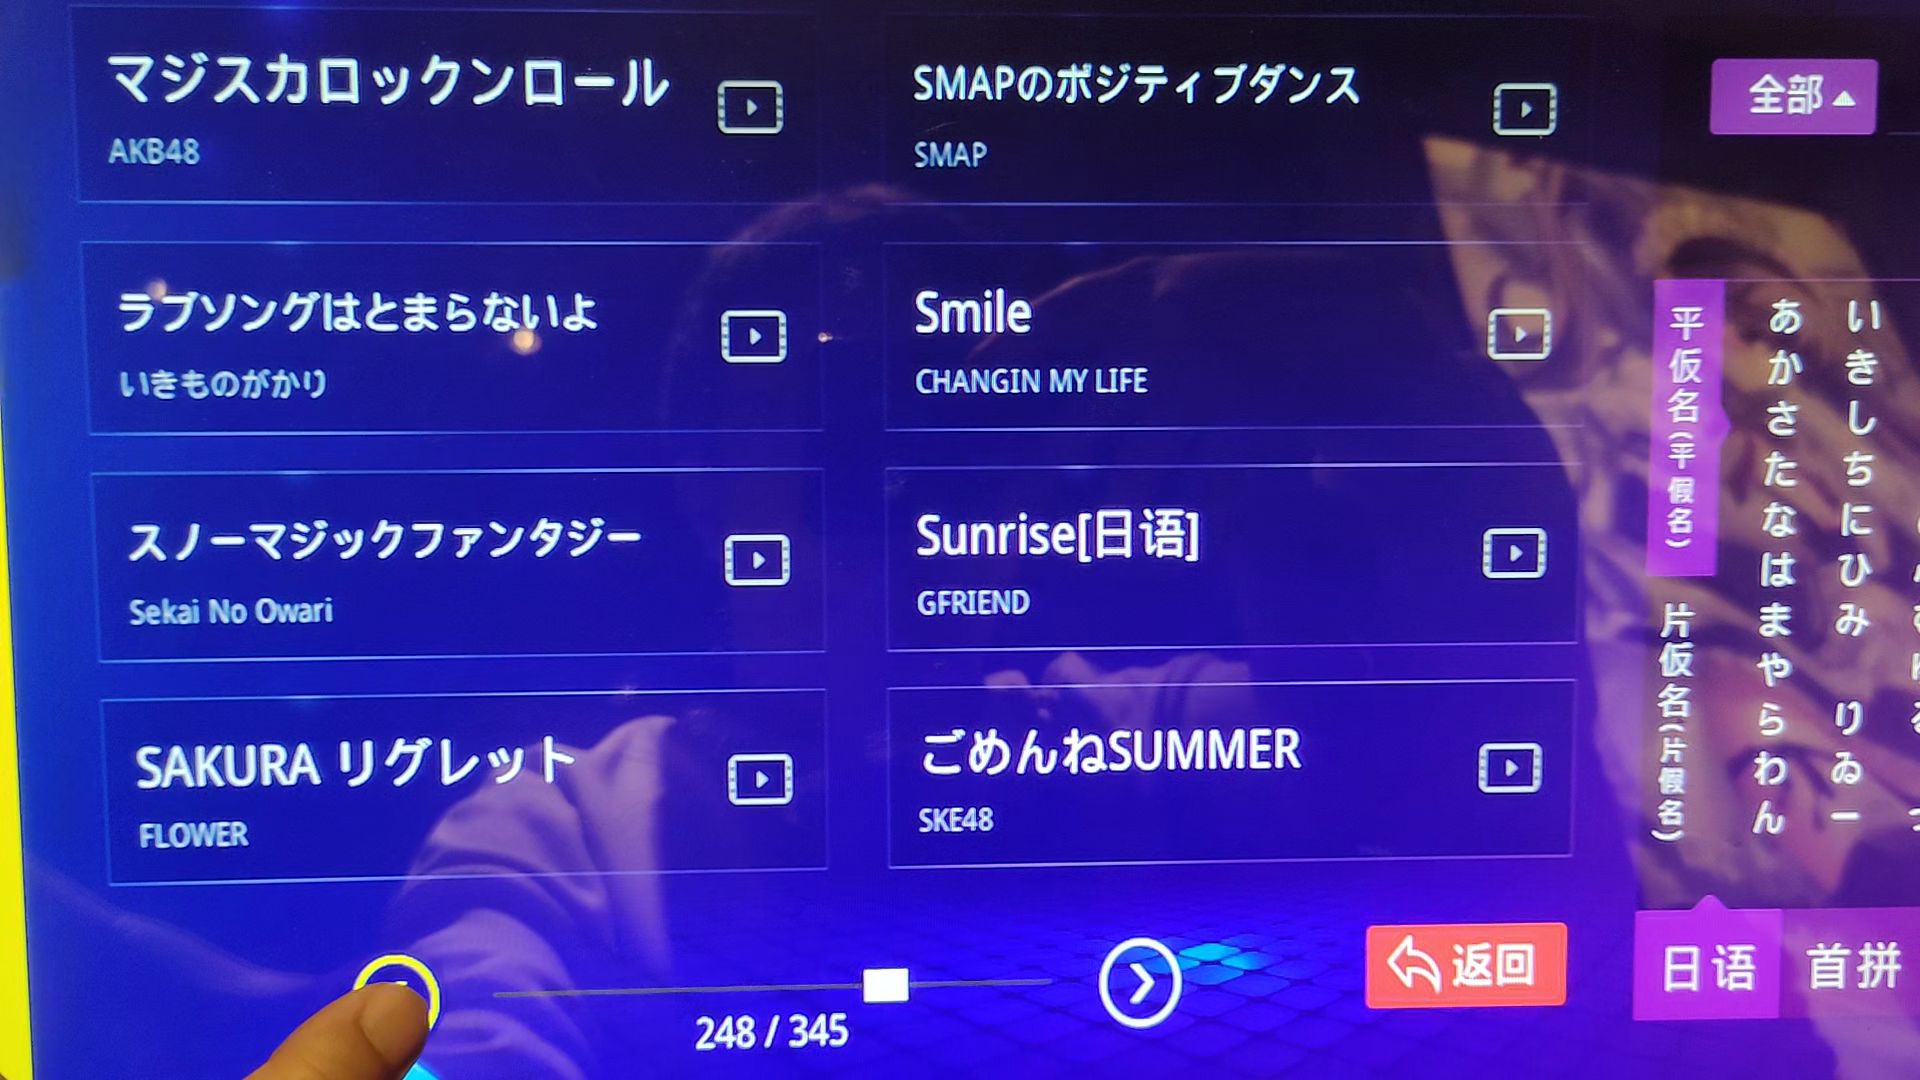 マジスカロックンロール
AKB48
SMAPのポジティブダンス
SMAP
ラブソングはとまらないよ
いきものがかり
Smile
CHANGIN MY LIFE
スノーマジックファンタジー
Sekai No Owari
Sunrise[日语]
GFRIEND
SAKURA リグレット
FLOWER
ごめんねSUMMER
SKE48
248 / 345
返回
全部
平仮名(平假名)
片仮名(片假名)
あかさたなはまやらわん
いきしちにひみ りゐー
日语
首拼